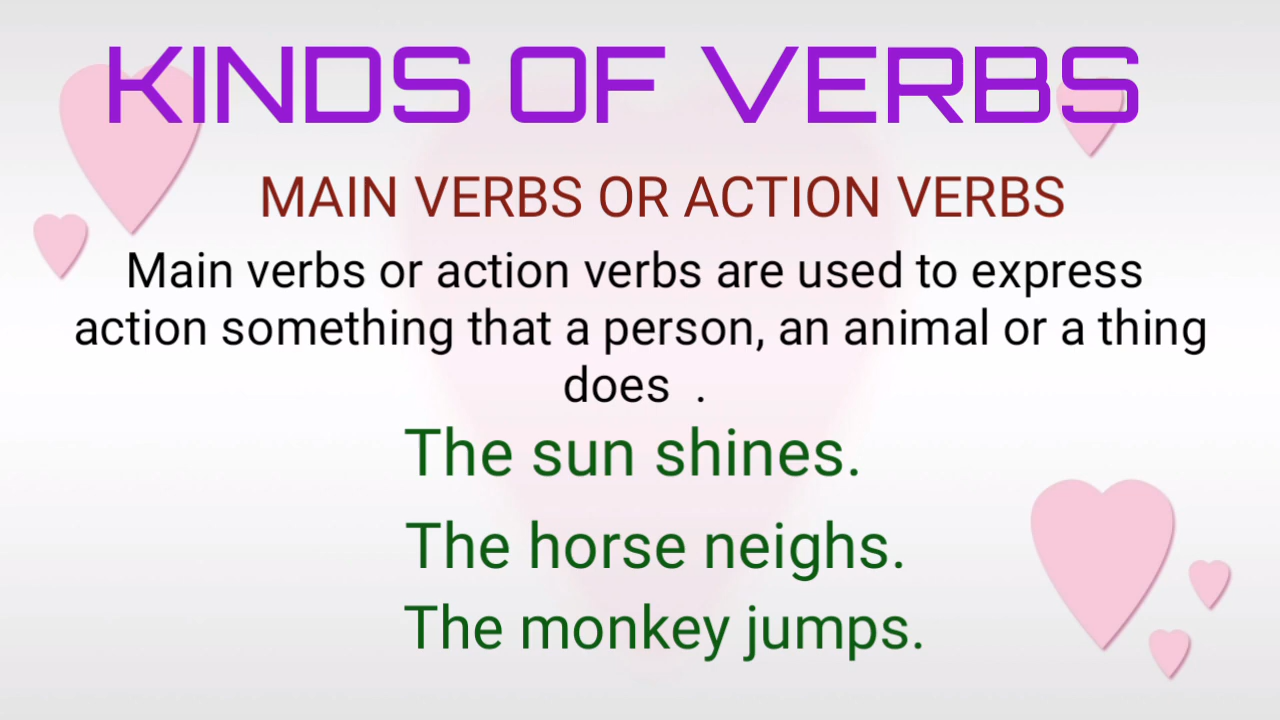 KINDS OF VERBS
MAIN VERBS OR ACTION VERBS
Main verbs or action verbs are used to express
action something that a person, an animal or a thing
does .
The sun shines.
The horse neighs.
The monkey jumps.